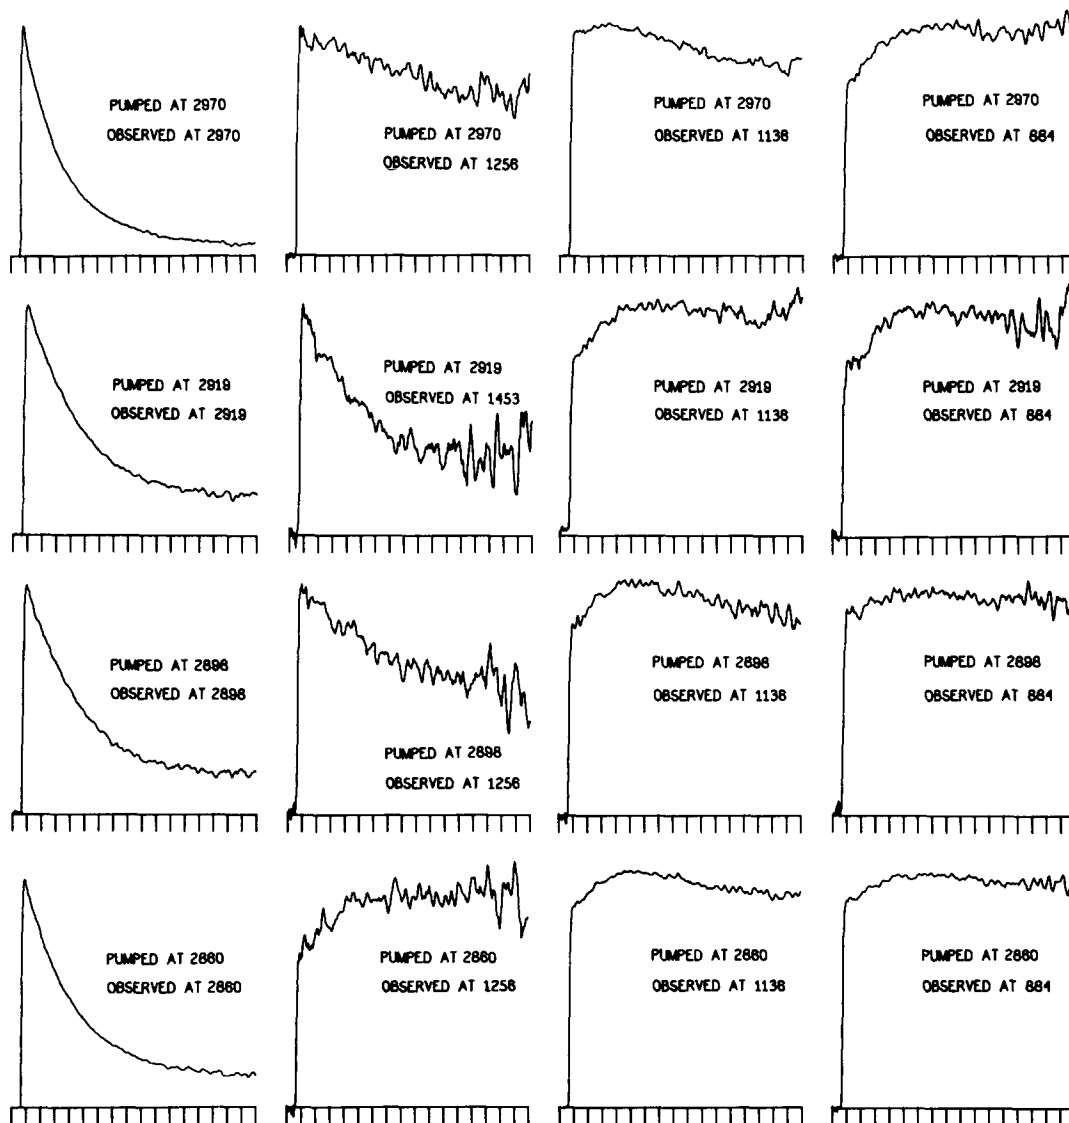 PUMPED AT 2970
OBSERVED AT 2970
PUMPED AT 2970
OBSERVED AT 1256
PUMPED AT 2970
OBSERVED AT 1136
PUMPED AT 2970
OBSERVED AT 884
PUMPED AT 2919
OBSERVED AT 2919
PUMPED AT 2919
OBSERVED AT 1453
PUMPED AT 2919
OBSERVED AT 1136
PUMPED AT 2919
OBSERVED AT 884
PUMPED AT 2898
OBSERVED AT 2898
PUMPED AT 2898
OBSERVED AT 1256
PUMPED AT 2898
OBSERVED AT 1136
PUMPED AT 2898
OBSERVED AT 884
PUMPED AT 2860
OBSERVED AT 2860
PUMPED AT 2860
OBSERVED AT 1256
PUMPED AT 2860
OBSERVED AT 1136
PUMPED AT 2860
OBSERVED AT 884